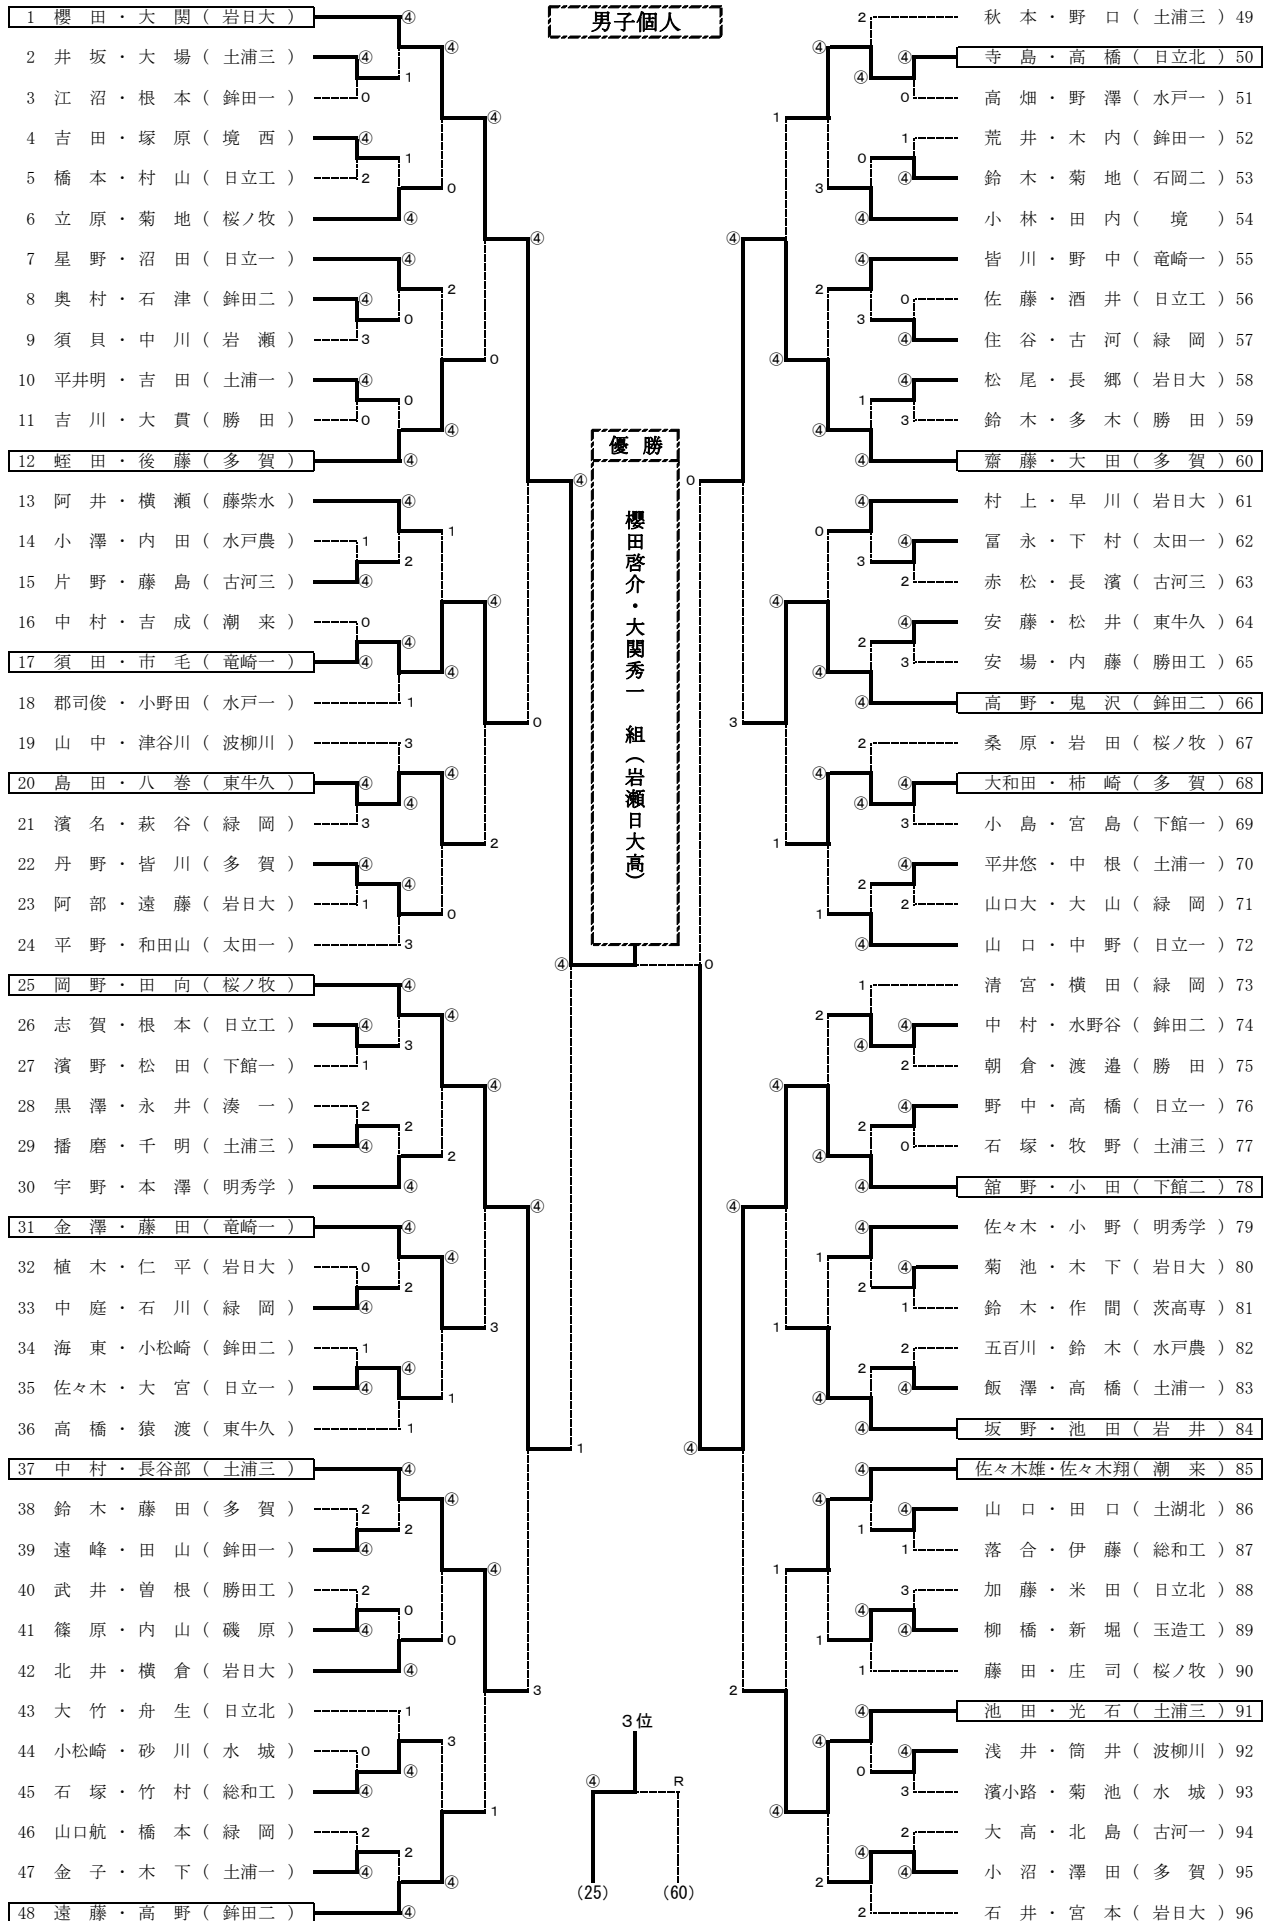 男子個人
1 櫻 田・大 関（岩日大）
2 井 坂・大 場（土浦三）
3 江 沼・根 本（鉾田一）
4 吉 田・塚 原（境 西）
5 橋 本・村 山（日立工）
6 立 原・菊 地（桜ノ牧）
7 星 野・沼 田（日立一）
8 奥 村・石 津（鉾田二）
9 須 貝・中 川（岩 瀬）
10 平井明・吉 田（土浦一）
11 吉 川・大 貫（勝 田）
12 蛭 田・後 藤（多 賀）
13 阿 井・横 瀬（藤紫水）
14 小 澤・内 田（水戸農）
15 片 野・藤 島（古河三）
16 中 村・吉 成（潮 来）
17 須 田・市 毛（竜崎一）
18 郡司俊・小野田（水戸一）
19 山 中・津谷川（波柳川）
20 島 田・八 巻（東牛久）
21 濱 名・萩 谷（緑 岡）
22 丹 野・皆 川（多 賀）
23 阿 部・遠 藤（岩日大）
24 平 野・和田山（太田一）
25 岡 野・田 向（桜ノ牧）
26 志 賀・根 本（日立工）
27 濱 野・松 田（下館一）
28 黒 澤・永 井（湊 一）
29 播 磨・千 明（土浦三）
30 宇 野・本 澤（明秀学）
31 金 澤・藤 田（竜崎一）
32 植 木・仁 平（岩日大）
33 中 庭・石 川（緑 岡）
34 海 東・小松崎（鉾田二）
35 佐々木・大 宮（日立一）
36 高 橋・猿 渡（東牛久）
37 中 村・長谷部（土浦三）
38 鈴 木・藤 田（多 賀）
39 遠 峰・田 山（鉾田一）
40 武 井・曽 根（勝田工）
41 篠 原・内 山（磯 原）
42 北 井・横 倉（岩日大）
43 大 竹・舟 生（日立北）
44 小松崎・砂 川（水 城）
45 石 塚・竹 村（総和工）
46 山口航・橋 本（緑 岡）
47 金 子・木 下（土浦一）
48 遠 藤・高 野（鉾田二）
優 勝
櫻田啓介・大関秀一 組（岩瀬日大高）
3位
④ R
(25) (60)
秋 本・野 口（土浦三）49
寺 島・高 橋（日立北）50
高 畑・野 澤（水戸一）51
荒 井・木 内（鉾田一）52
鈴 木・菊 地（石岡二）53
小 林・田 内（ 境 ）54
皆 川・野 中（竜崎一）55
佐 藤・酒 井（日立工）56
住 谷・古 河（緑 岡）57
松 尾・長 郷（岩日大）58
鈴 木・多 木（勝 田）59
齋 藤・大 田（多 賀）60
村 上・早 川（岩日大）61
冨 永・下 村（太田一）62
赤 松・長 濱（古河三）63
安 藤・松 井（東牛久）64
安 場・内 藤（勝田工）65
高 野・鬼 沢（鉾田二）66
桑 原・岩 田（桜ノ牧）67
大和田・柿 崎（多 賀）68
小 島・宮 島（下館一）69
平井悠・中 根（土浦一）70
山口大・大 山（緑 岡）71
山 口・中 野（日立一）72
清 宮・横 田（緑 岡）73
中 村・水野谷（鉾田二）74
朝 倉・渡 邉（勝 田）75
野 中・高 橋（日立一）76
石 塚・牧 野（土浦三）77
舘 野・小 田（下館二）78
佐々木・小 野（明秀学）79
菊 池・木 下（岩日大）80
鈴 木・作 間（茨高専）81
五百川・鈴 木（水戸農）82
飯 澤・高 橋（土浦一）83
坂 野・池 田（岩 井）84
佐々木雄・佐々木翔（潮 来）85
山 口・田 口（土湖北）86
落 合・伊 藤（総和工）87
加 藤・米 田（日立北）88
柳 橋・新 堀（玉造工）89
藤 田・庄 司（桜ノ牧）90
池 田・光 石（土浦三）91
浅 井・筒 井（波柳川）92
濱小路・菊 池（水 城）93
大 高・北 島（古河一）94
小 沼・澤 田（多 賀）95
石 井・宮 本（岩日大）96